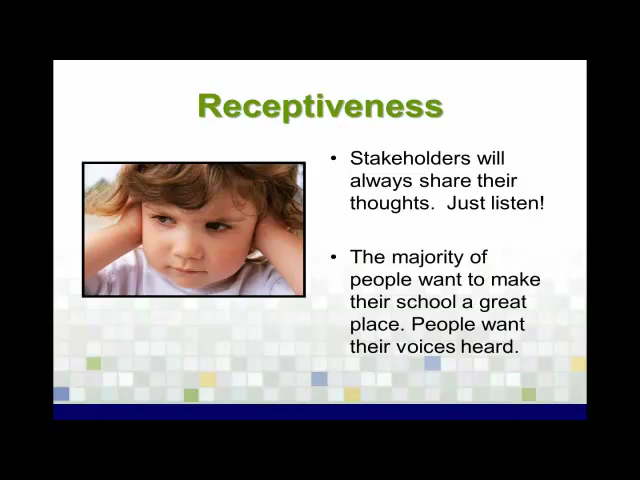 Receptiveness
• Stakeholders will
always share their
thoughts.  Just listen!
• The majority of
people want to make
their school a great
place. People want
their voices heard.